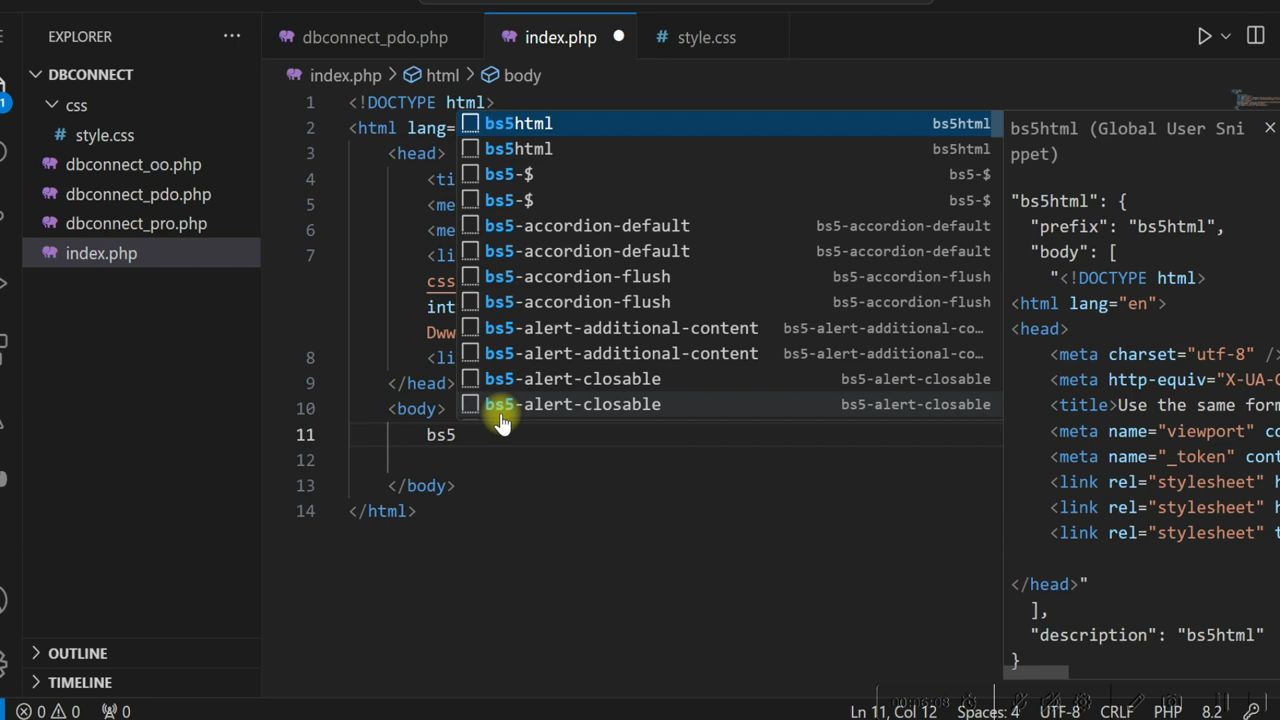 EXPLORER
...
dbconnect_pdo.php
index.php
# style.css
DBCONNECT
css
# style.css
dbconnect_oo.php
dbconnect_pdo.php
dbconnect_pro.php
index.php
OUTLINE
TIMELINE
index.php > html > body
1 <!DOCTYPE html>
2 <html lang=
3 <head>
4 <ti
5 <me
6 <me
7 <li
css
int
Dww
8 <li
9 </head>
10 <body>
11 bs5
12
13 </body>
14 </html>
bs5html bs5html
bs5html bs5html
bs5-$ bs5-$
bs5-$ bs5-$
bs5-accordion-default bs5-accordion-default
bs5-accordion-default bs5-accordion-default
bs5-accordion-flush bs5-accordion-flush
bs5-accordion-flush bs5-accordion-flush
bs5-alert-additional-content bs5-alert-additional-co…
bs5-alert-additional-content bs5-alert-additional-co…
bs5-alert-closable bs5-alert-closable
bs5-alert-closable bs5-alert-closable
bs5html (Global User Sni
ppet)
"bs5html": {
"prefix": "bs5html",
"body": [
"<!DOCTYPE html>
<html lang="en">
<head>
<meta charset="utf-8" />
<meta http-equiv="X-UA-C
<title>Use the same form
<meta name="viewport" co
<meta name="_token" cont
<link rel="stylesheet" h
<link rel="stylesheet" h
<link rel="stylesheet" t
</head>"
],
"description": "bs5html"
}
1
0 0 0
Ln 11, Col 12 Spaces: 4 UTF-8 CRLF PHP 8.2